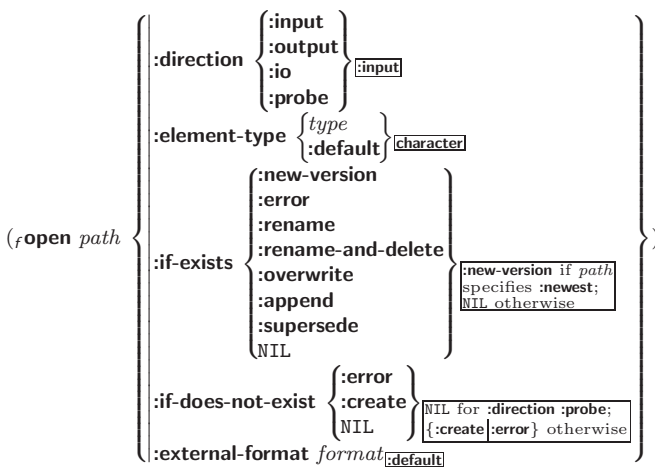 :input
:output
:direction
:io
:input
:probe
:element-type type
:default character
:new-version
:error
:rename
:rename-and-delete
(f open path :if-exists :overwrite )
:append
:supersede
NIL
:new-version if path
specifies :newest;
NIL otherwise
:error
:if-does-not-exist :create
NIL
NIL for :direction :probe;
{:create|:error} otherwise
:external-format format :default